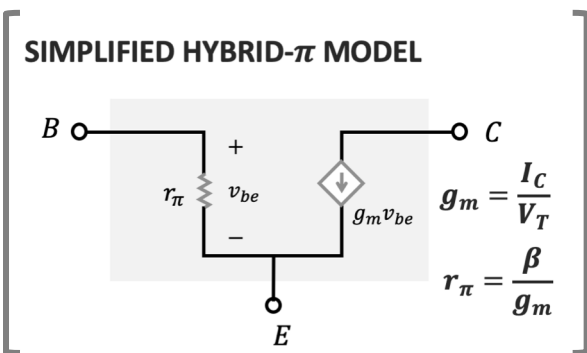 SIMPLIFIED HYBRID-π MODEL
B
C
+
rπ
vbe
gmvbe
−
E
gm = IC/VT
rπ = β/gm